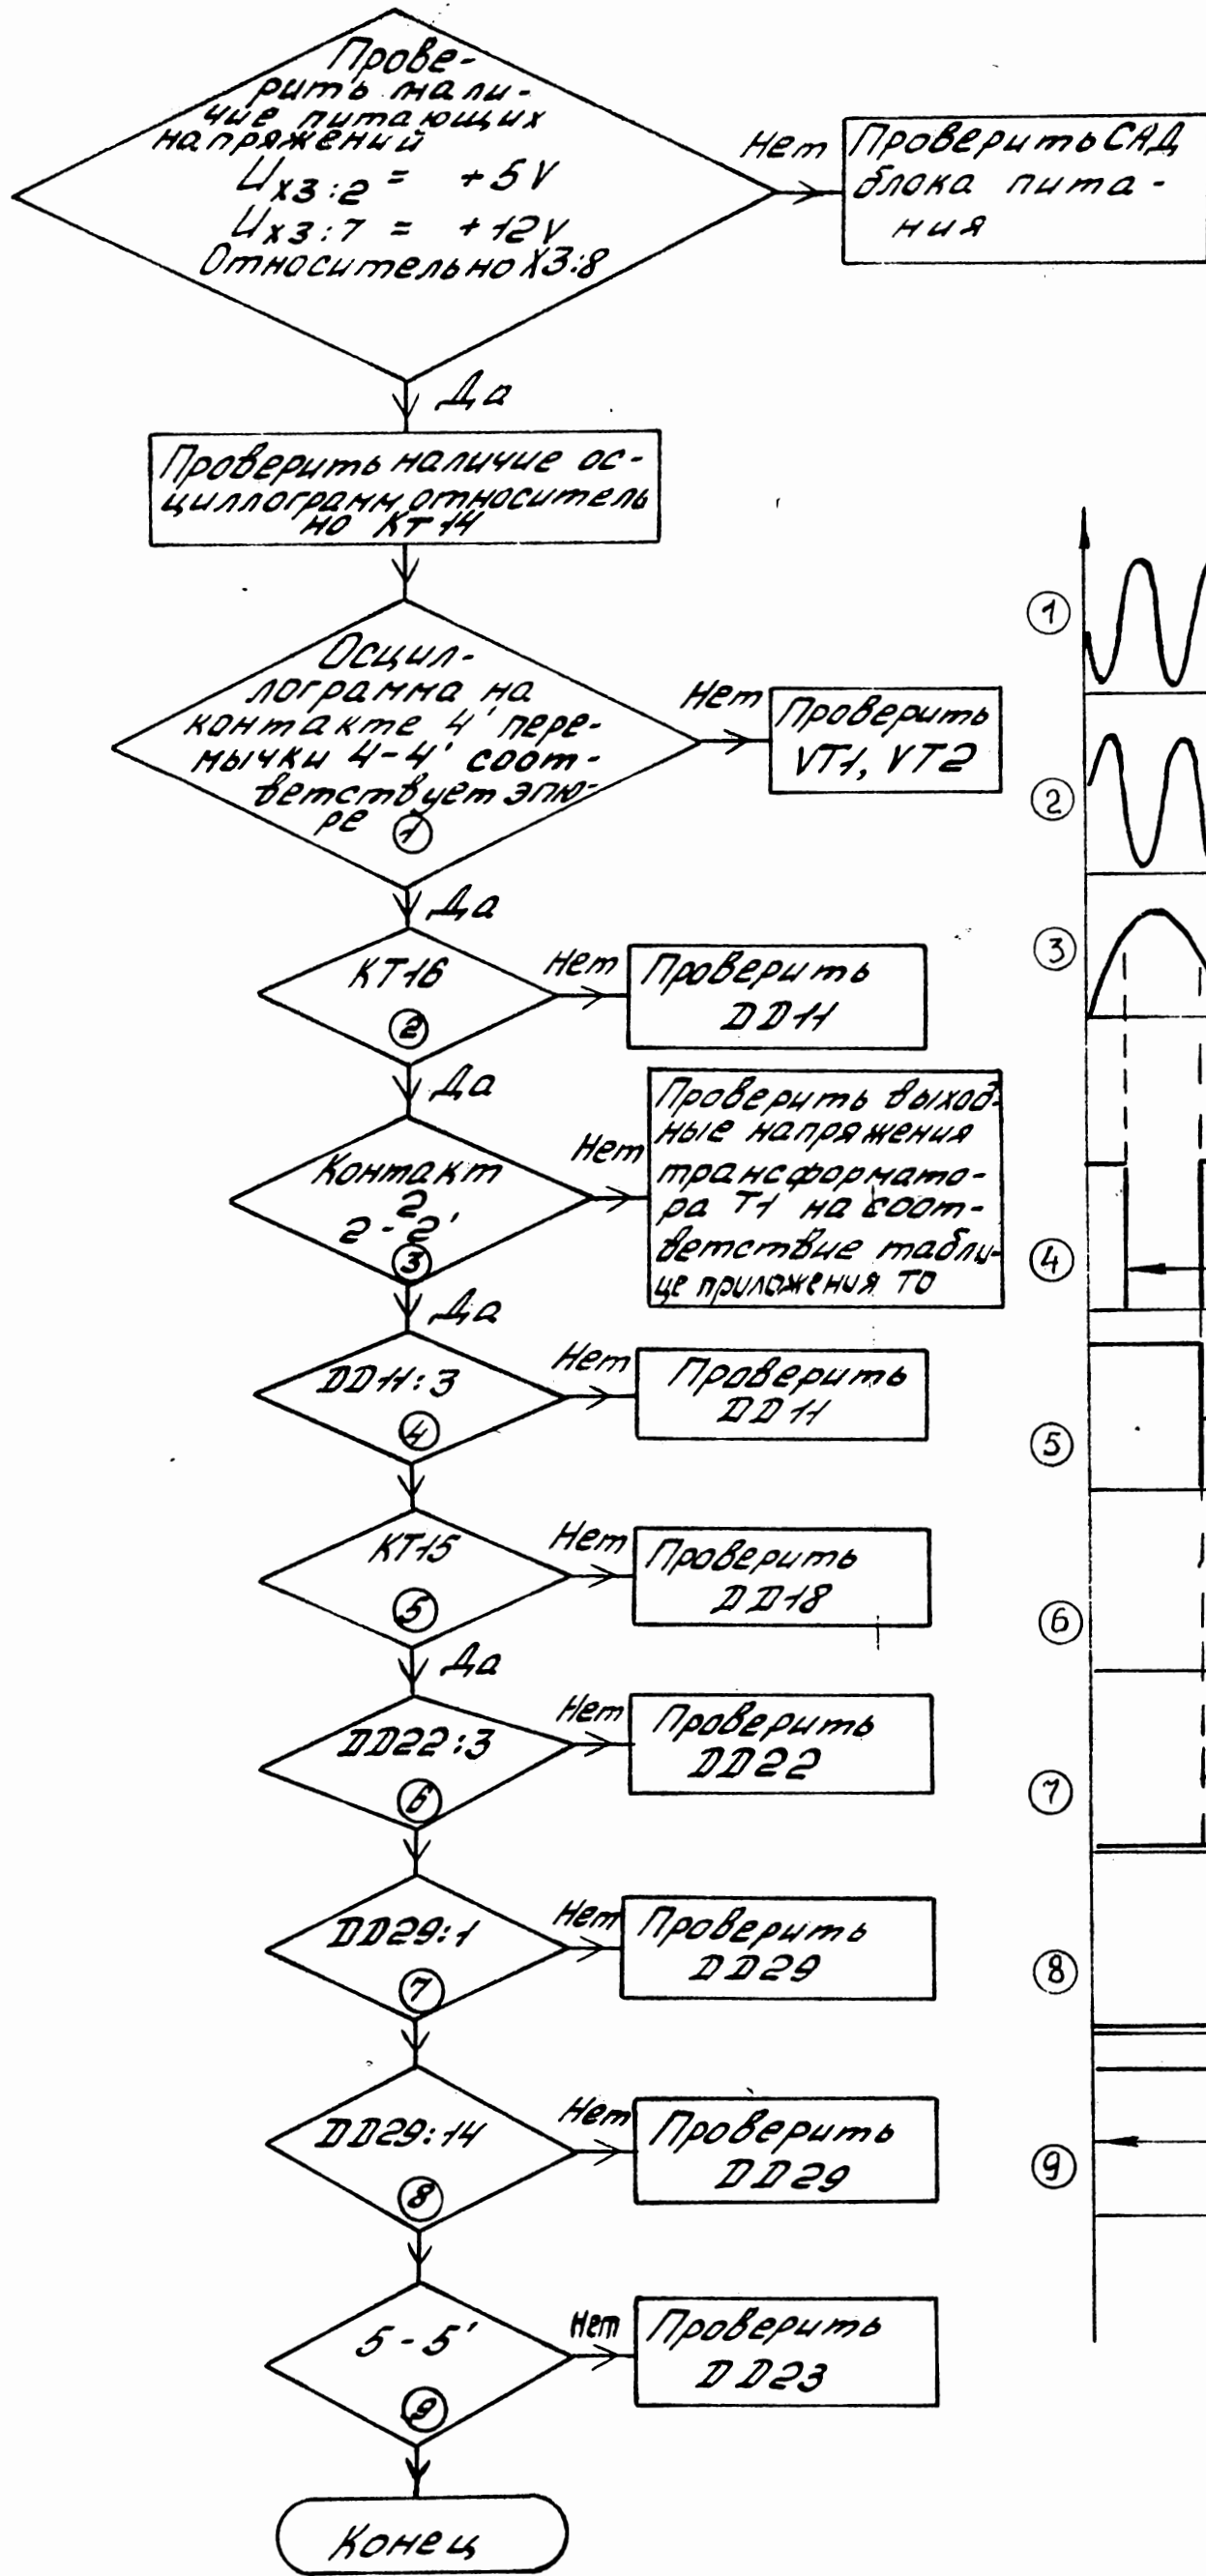 Прове-
рить нали-
чие питающих
напряжений
Uх3:2 = +5V
Uх3:7 = +12V
Относительно Х3:8
Нет
Проверить САД
блока пита-
ния
Да
Проверить наличие ос-
циллограмм относитель
но КТ14
Осцил-
лограмма на
контакте 4' пере-
мычки 4-4' соот-
ветствует эпю-
ре 1
Нет
Проверить
VT1, VT2
Да
КТ16
2
Нет
Проверить
DD11
Да
Контакт
2
2-2'
3
Нет
Проверить выход-
ные напряжения
трансформато-
ра Т1 на соот-
ветствие табли-
це приложения ТО
Да
DD11:3
4
Нет
Проверить
DD11
КТ15
5
Нет
Проверить
DD18
Да
DD22:3
6
Нет
Проверить
DD22
DD29:1
7
Нет
Проверить
DD29
DD29:14
8
Нет
Проверить
DD29
5-5'
9
Нет
Проверить
DD23
Конец
1
2
3
4
5
6
7
8
9